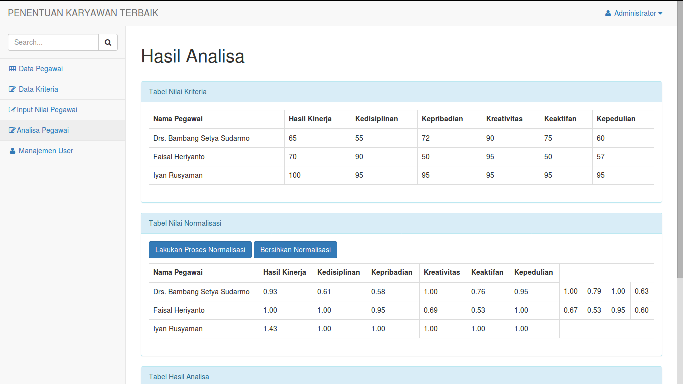 PENENTUAN KARYAWAN TERBAIK
Administrator
Search...
Data Pegawai
Data Kriteria
Input Nilai Pegawai
Analisa Pegawai
Manajemen User
Hasil Analisa
Tabel Nilai Kriteria
Nama Pegawai Hasil Kinerja Kedisiplinan Kepribadian Kreativitas Keaktifan Kepedulian
Drs. Bambang Setya Sudarmo 65 55 72 90 75 60
Faisal Heriyanto 70 90 50 95 50 57
Iyan Rusyaman 100 95 95 95 95 95
Tabel Nilai Normalisasi
Lakukan Proses Normalisasi Bersihkan Normalisasi
Nama Pegawai Hasil Kinerja Kedisiplinan Kepribadian Kreativitas Keaktifan Kepedulian
Drs. Bambang Setya Sudarmo 0.93 0.61 0.58 1.00 0.76 0.95 1.00 0.79 1.00 0.63
Faisal Heriyanto 1.00 1.00 0.95 0.69 0.53 1.00 0.67 0.53 0.95 0.60
Iyan Rusyaman 1.43 1.00 1.00 1.00 1.00 1.00
Tabel Hasil Analisa